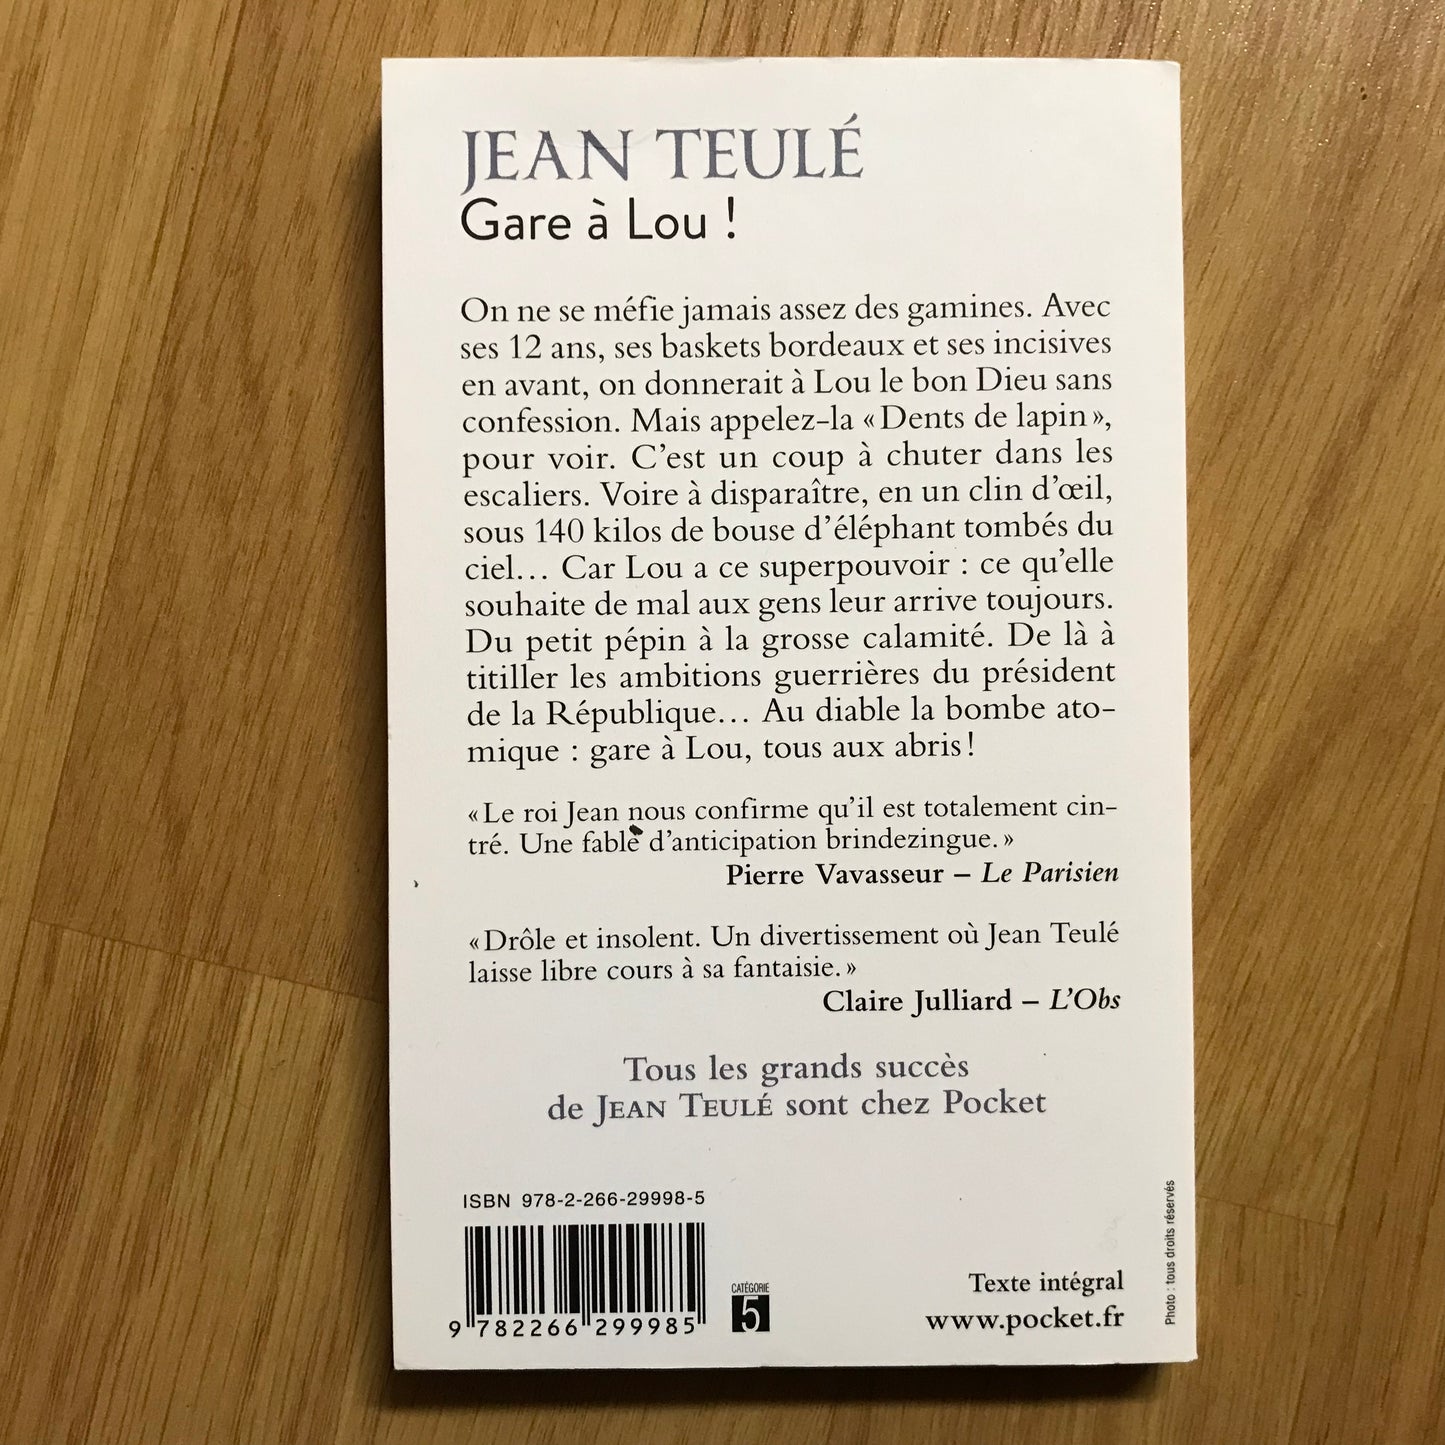 JEAN TEULÉ
Gare à Lou !
On ne se méfie jamais assez des gamines. Avec
ses 12 ans, ses baskets bordeaux et ses incisives
en avant, on donnerait à Lou le bon Dieu sans
confession. Mais appelez-la « Dents de lapin »,
pour voir. C'est un coup à chuter dans les
escaliers. Voire à disparaître, en un clin d'œil,
sous 140 kilos de bouse d'éléphant tombés du
ciel… Car Lou a ce superpouvoir : ce qu'elle
souhaite de mal aux gens leur arrive toujours.
Du petit pépin à la grosse calamité. De là à
titiller les ambitions guerrières du président
de la République… Au diable la bombe ato-
mique : gare à Lou, tous aux abris !
« Le roi Jean nous confirme qu'il est totalement cin-
tré. Une fable d'anticipation brindezingue. »
Pierre Vavasseur – Le Parisien
« Drôle et insolent. Un divertissement où Jean Teulé
laisse libre cours à sa fantaisie. »
Claire Julliard – L'Obs
Tous les grands succès
de JEAN TEULÉ sont chez Pocket
ISBN 978-2-266-29998-5
9 782266 299985
CATÉGORIE
5
Texte intégral
www.pocket.fr
Photo : tous droits réservés